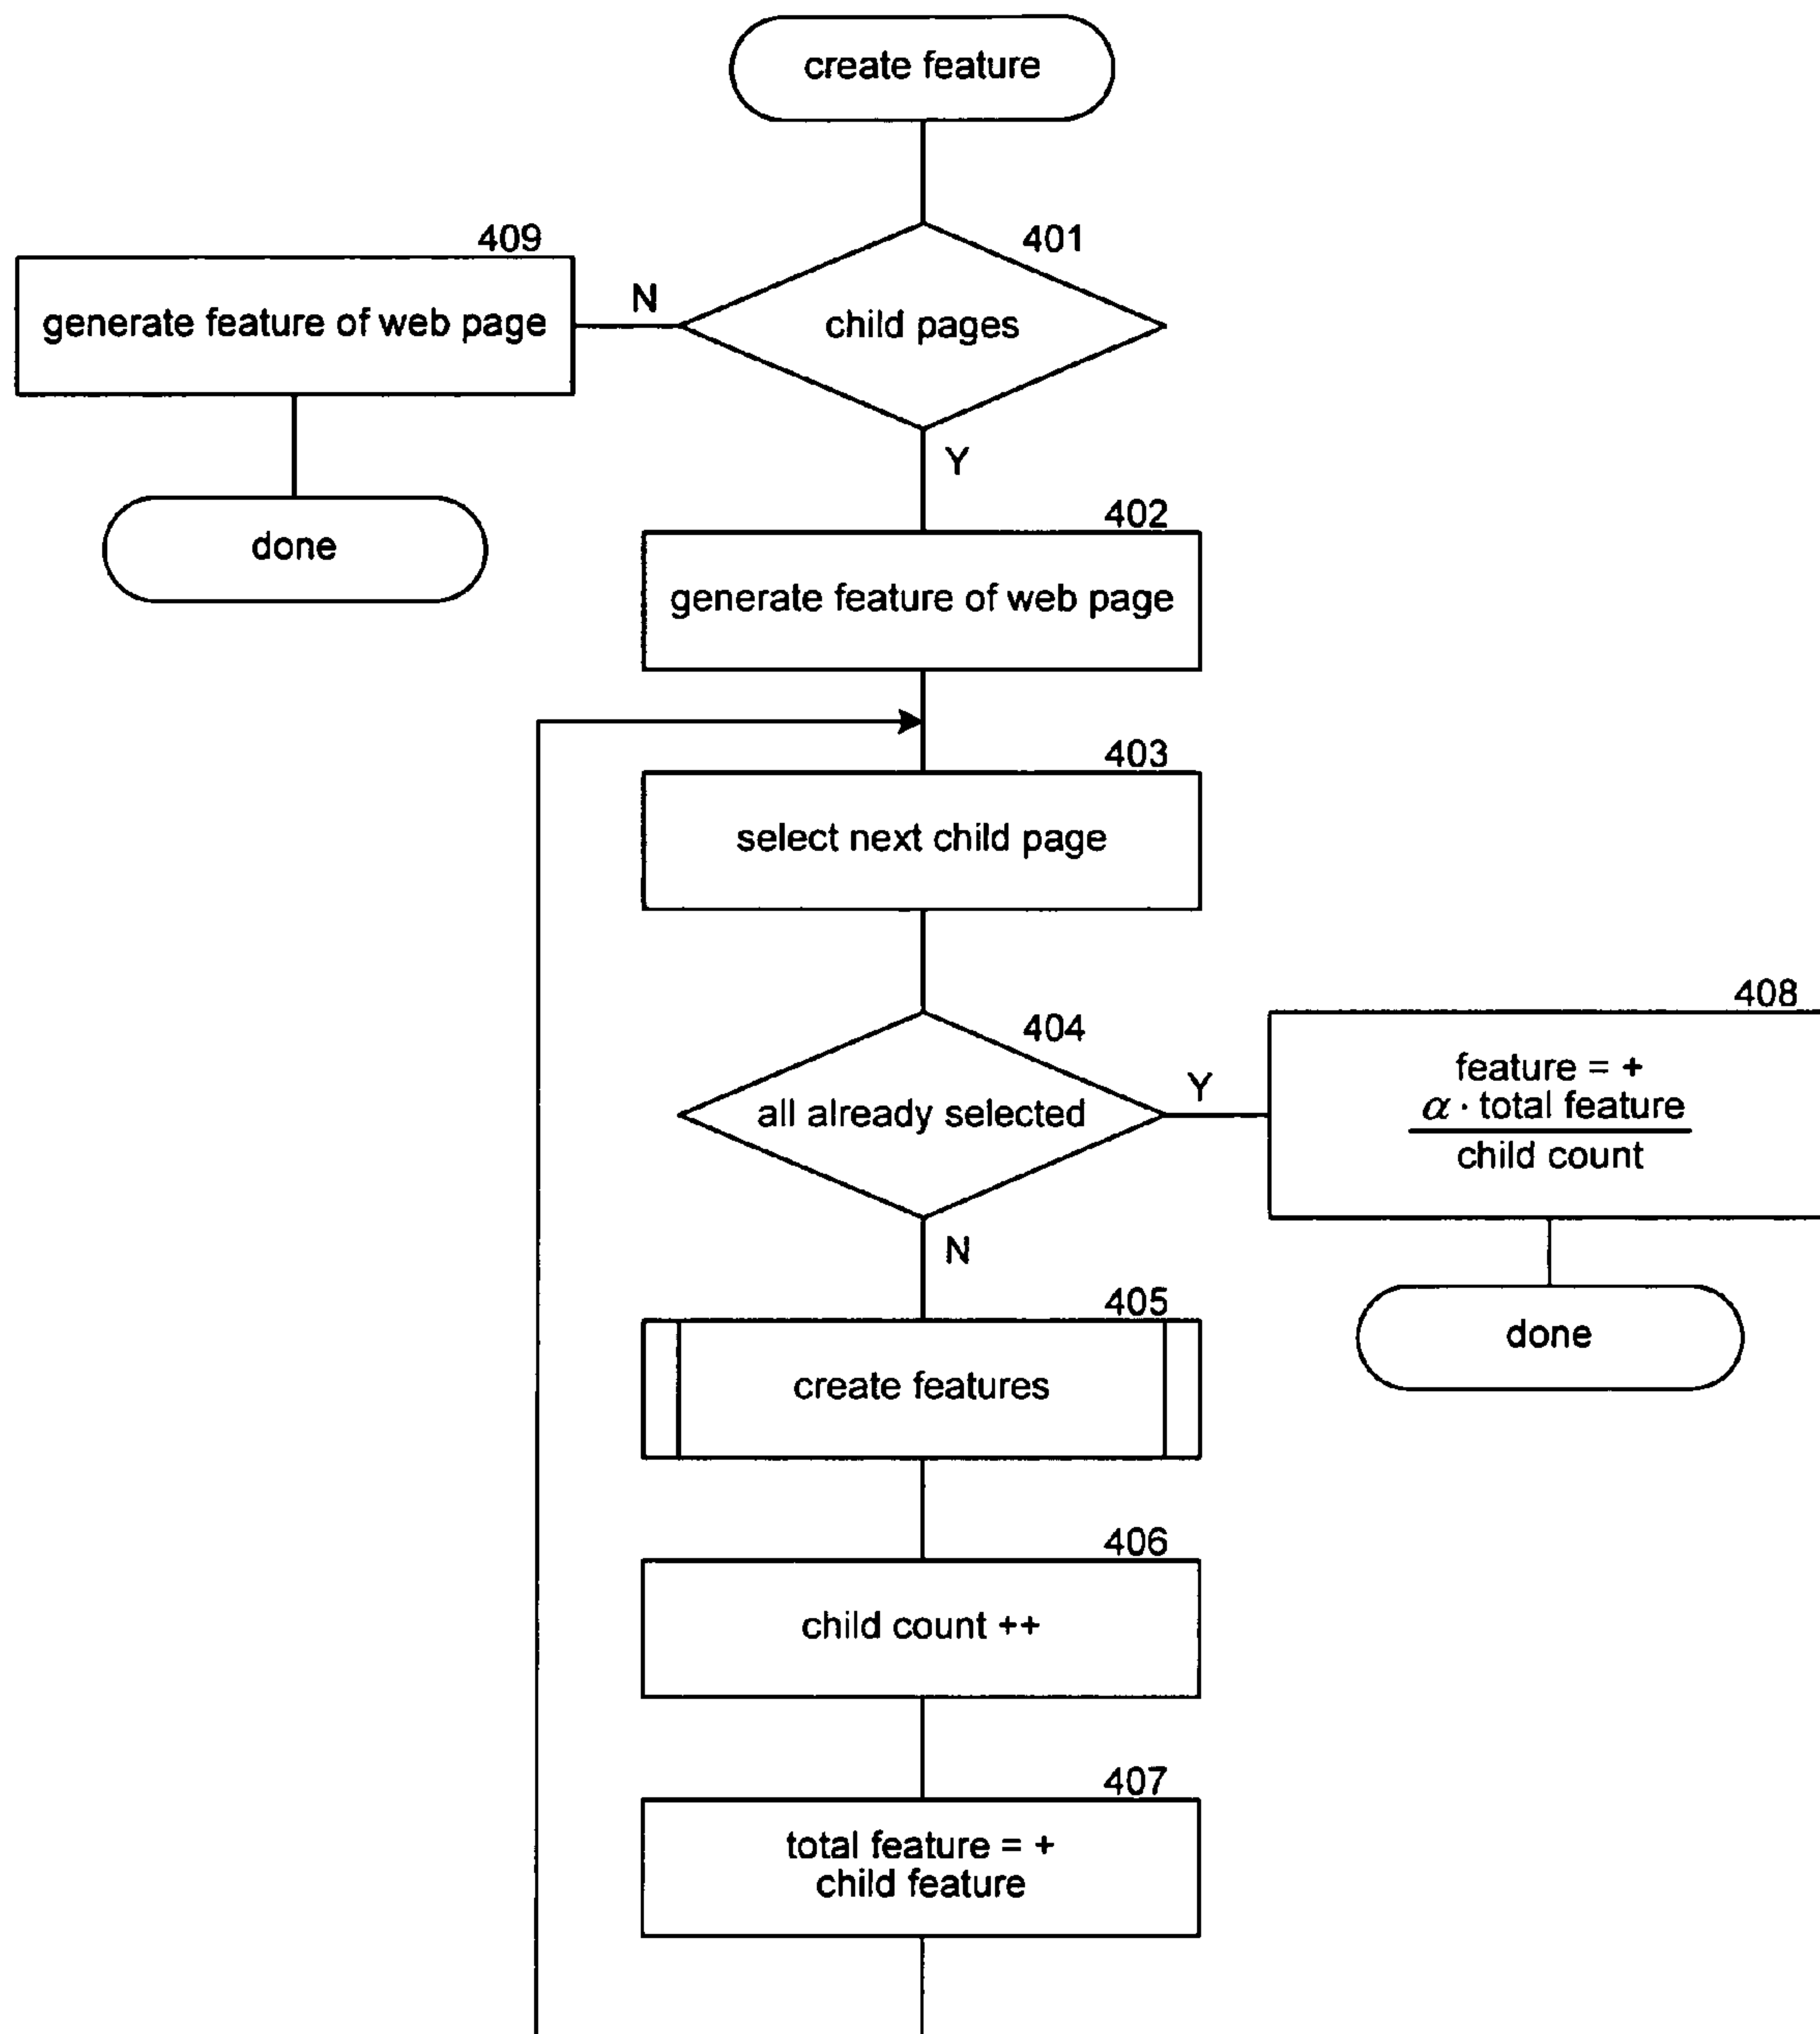 create feature
401
child pages
N
409
generate feature of web page
done
Y
402
generate feature of web page
403
select next child page
404
all already selected
Y
408
feature = +
α · total feature
child count
done
N
405
create features
406
child count ++
407
total feature = +
child feature